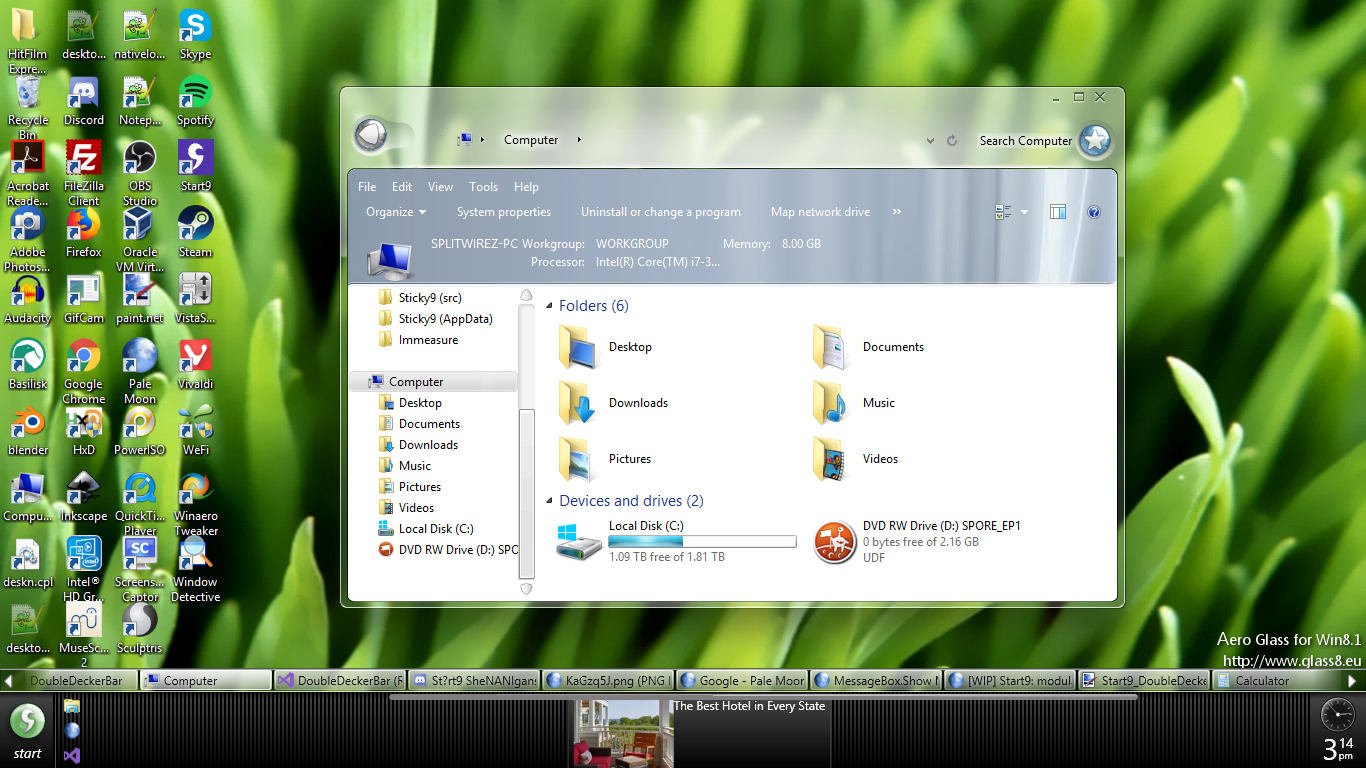 HitFilm Expre...
deskto...
nativelo...
Skype
Recycle Bin
Discord
Notep...
Spotify
Acrobat Reade...
FileZilla Client
OBS Studio
Start9
Adobe Photos...
Firefox
Oracle VM Virt...
Steam
Audacity
GifCam
paint.net
VistaS...
Basilisk
Google Chrome
Pale Moon
Vivaldi
blender
HxD
PowerISO
WeFi
Compu...
Inkscape
QuickTi... Player
Winaero Tweaker
deskn.cpl
Intel® HD Gr...
Screens... Captor
Window Detective
deskto...
MuseSc... 2
Sculptris
Computer
Search Computer
File Edit View Tools Help
Organize System properties Uninstall or change a program Map network drive »
SPLITWIREZ-PC Workgroup: WORKGROUP Memory: 8.00 GB
Processor: Intel(R) Core(TM) i7-3...
Sticky9 (src)
Sticky9 (AppData)
Immeasure
Computer
Desktop
Documents
Downloads
Music
Pictures
Videos
Local Disk (C:)
DVD RW Drive (D:) SPO
Folders (6)
Desktop
Documents
Downloads
Music
Pictures
Videos
Devices and drives (2)
Local Disk (C:)
1.09 TB free of 1.81 TB
DVD RW Drive (D:) SPORE_EP1
0 bytes free of 2.16 GB
UDF
Aero Glass for Win8.1
http://www.glass8.eu
DoubleDeckerBar
Computer
DoubleDeckerBar (F
St?rt9 SheNANIgans
KaGzq5J.png (PNG I
Google - Pale Moor
MessageBox.Show M
[WIP] Start9: modul
Start9_DoubleDecke
Calculator
start
The Best Hotel in Every State
3 14 pm